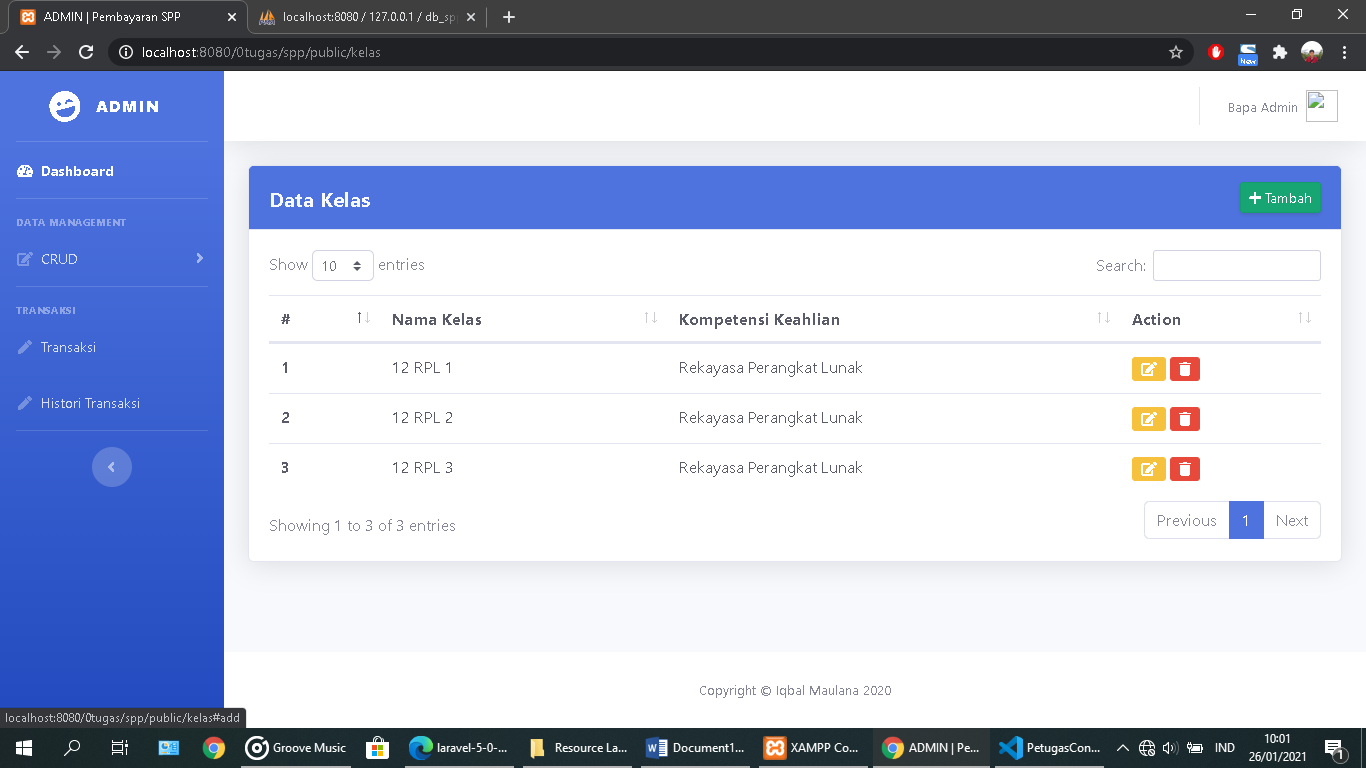 ADMIN | Pembayaran SPP
localhost:8080 / 127.0.0.1 / db_sp
localhost:8080/0tugas/spp/public/kelas
New
ADMIN
Bapa Admin
Dashboard
DATA MANAGEMENT
CRUD
TRANSAKSI
Transaksi
Histori Transaksi
Data Kelas
Tambah
Show 10 entries
Search:
# Nama Kelas Kompetensi Keahlian Action
1 12 RPL 1 Rekayasa Perangkat Lunak
2 12 RPL 2 Rekayasa Perangkat Lunak
3 12 RPL 3 Rekayasa Perangkat Lunak
Showing 1 to 3 of 3 entries
Previous 1 Next
Copyright © Iqbal Maulana 2020
localhost:8080/0tugas/spp/public/kelas#add
Groove Music
laravel-5-0-...
Resource La...
Document1...
XAMPP Co...
ADMIN | Pe...
PetugasCon...
IND
10:01
26/01/2021
1